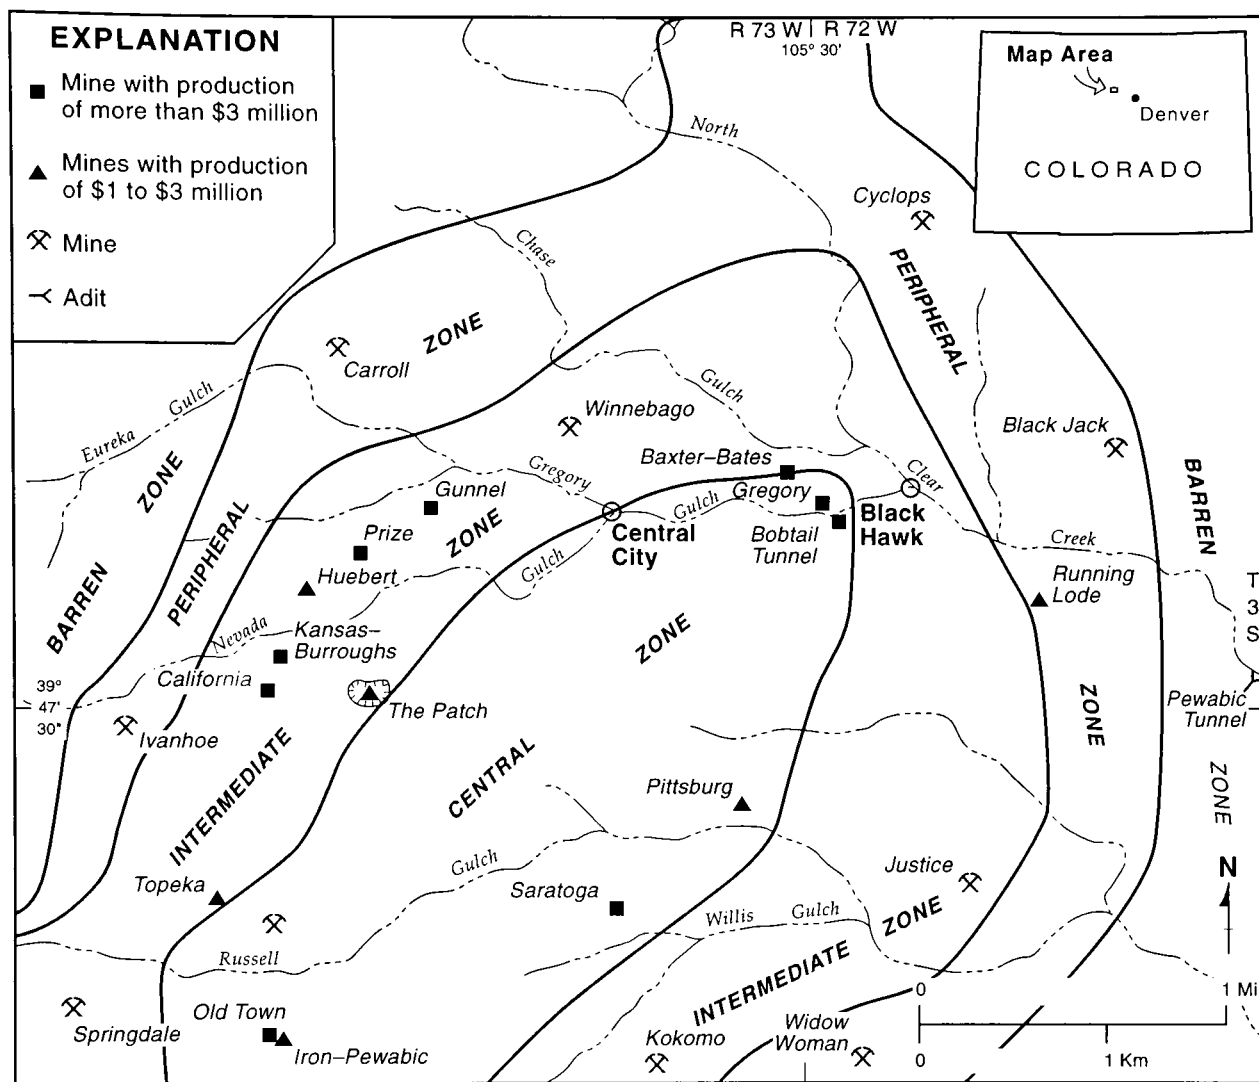 EXPLANATION
Mine with production
of more than $3 million
Mines with production
of $1 to $3 million
Mine
Adit
R 73 W R 72 W
105° 30'
Map Area
Denver
COLORADO
North
Cyclops
Chase
PERIPHERAL
ZONE
Carroll
Gulch
Eureka
Gulch
Winnebago
Black Jack
ZONE
Baxter–Bates
Gregory
Clear
BARREN
Gunnel
Gregory
Gulch
Black
Hawk
PERIPHERAL
Prize
ZONE
Central
City
Bobtail
Tunnel
Creek
Gulch
Huebert
Running
Lode
T
3
S
BARREN
Nevada
Kansas–
Burroughs
ZONE
California
39°
47'
30"
The Patch
ZONE
Pewabic
Tunnel
Ivanhoe
INTERMEDIATE
CENTRAL
Pittsburg
ZONE
Gulch
Justice
N
Topeka
Saratoga
Willis
Gulch
ZONE
Russell
INTERMEDIATE
0
1 Mi
Springdale
Old Town
Iron–Pewabic
Kokomo
Widow
Woman
0
1 Km